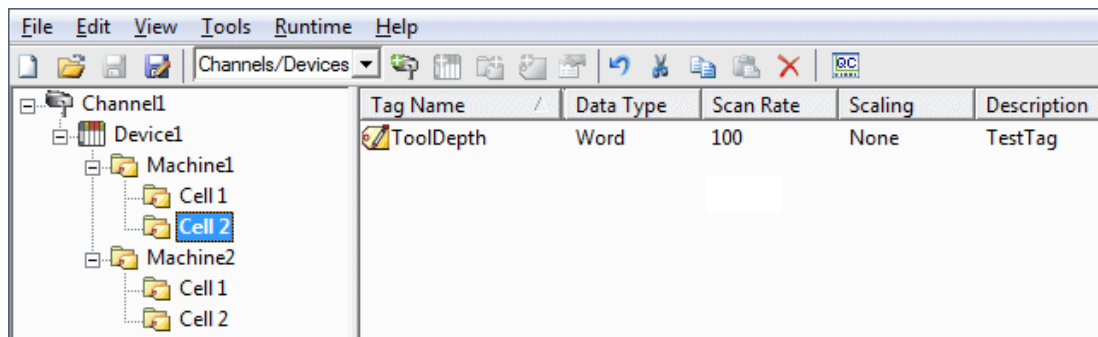 File Edit View Tools Runtime Help
Channels/Devices QC
Channel1
Device1
Machine1
Cell 1
Cell 2
Machine2
Cell 1
Cell 2
Tag Name Data Type Scan Rate Scaling Description
ToolDepth Word 100 None TestTag